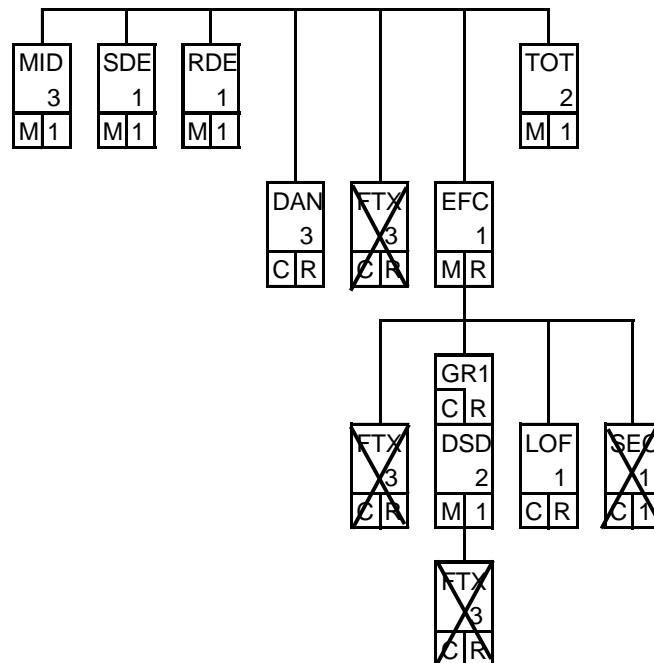 MID SDE RDE TOT
3 1 1 2
M 1 M 1 M 1 M 1
DAN FTX EFC
3 3 1
C R C R M R
GR1
C R
FTX DSD LOF SEC
3 2 1 1
C R M 1 C R C 1
FTX
3
C R